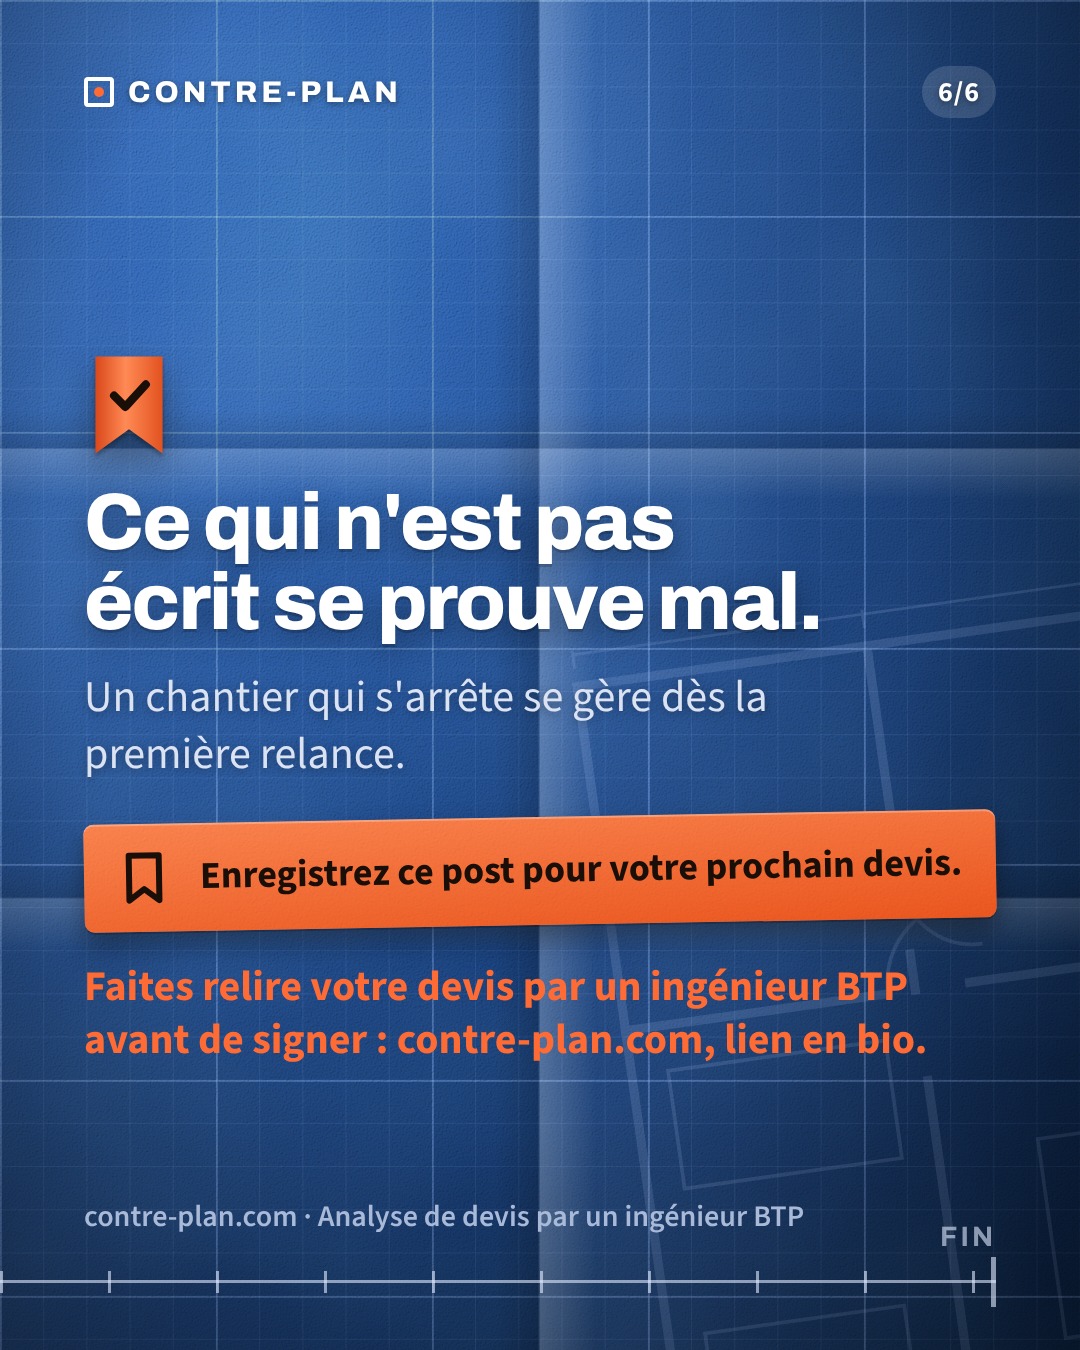 CONTRE-PLAN
6/6
Ce qui n'est pas
écrit se prouve mal.
Un chantier qui s'arrête se gère dès la
première relance.
Enregistrez ce post pour votre prochain devis.
Faites relire votre devis par un ingénieur BTP
avant de signer : contre-plan.com, lien en bio.
contre-plan.com · Analyse de devis par un ingénieur BTP
FIN